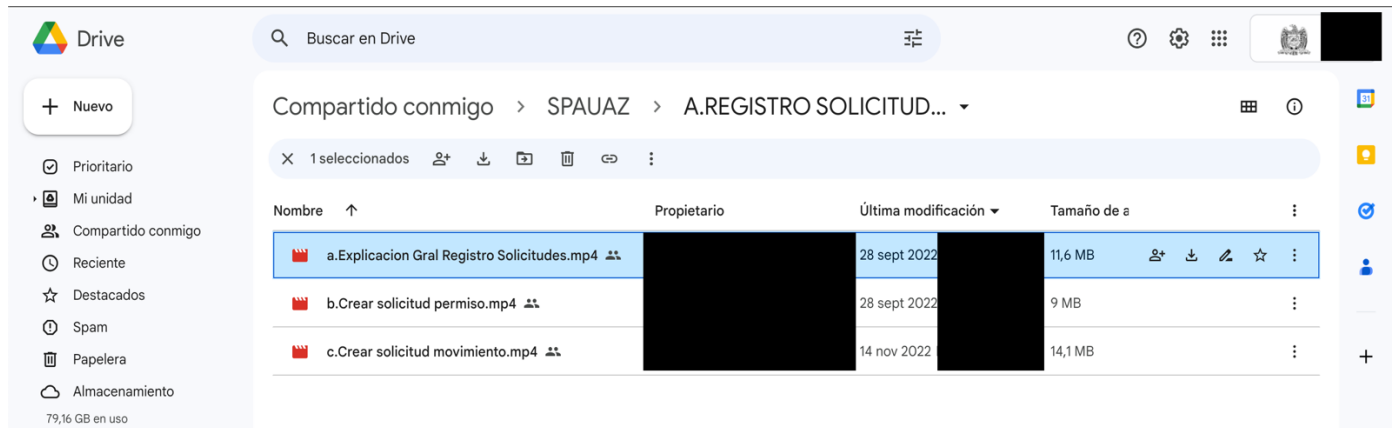 Drive
Buscar en Drive
Nuevo
Compartido conmigo > SPAUAZ > A.REGISTRO SOLICITUD...
31
1 seleccionados
Prioritario
Mi unidad
Compartido conmigo
Reciente
Destacados
Spam
Papelera
Almacenamiento
79,16 GB en uso
Nombre Propietario Última modificación Tamaño de a
a.Explicacion Gral Registro Solicitudes.mp4 28 sept 2022 11,6 MB
b.Crear solicitud permiso.mp4 28 sept 2022 9 MB
c.Crear solicitud movimiento.mp4 14 nov 2022 14,1 MB